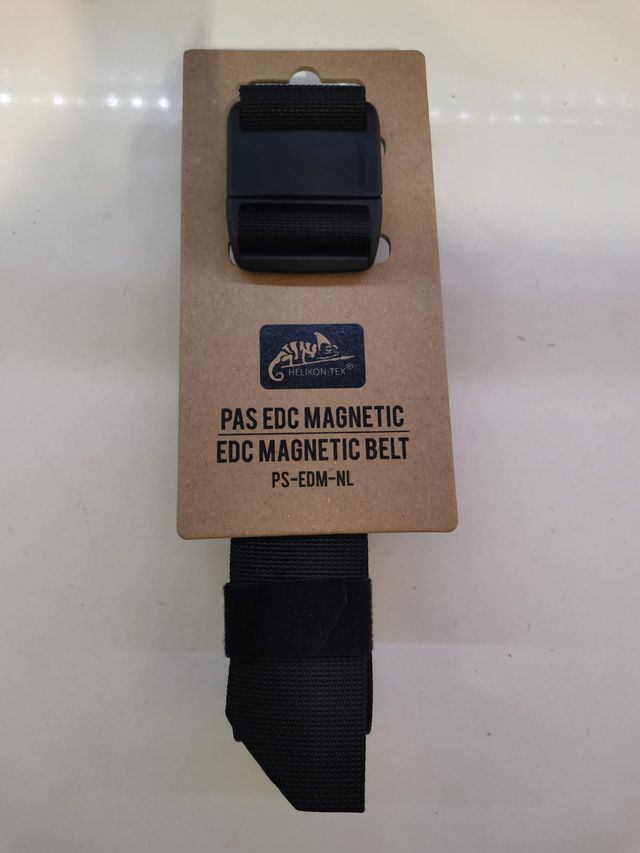 HELIKON-TEX®
PAS EDC MAGNETIC
EDC MAGNETIC BELT
PS-EDM-NL